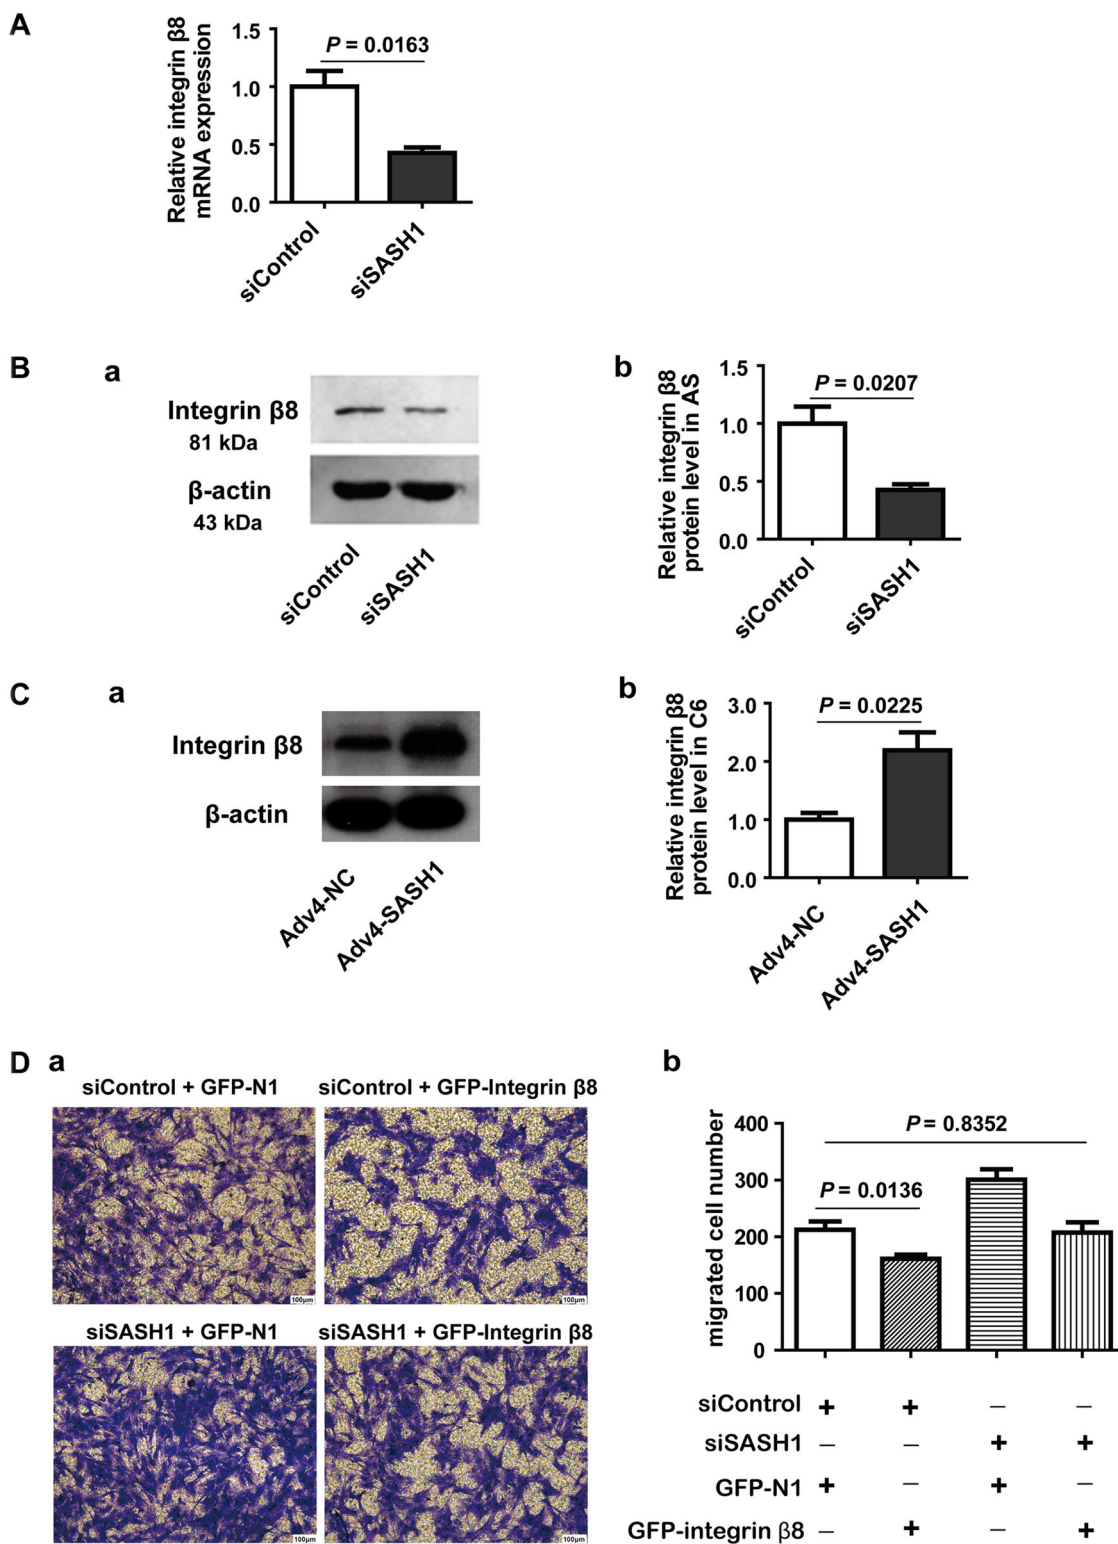 A
Relative integrin β8
mRNA expression
1.5
1.0
0.5
0.0
P = 0.0163
siControl
siSASH1
B
a
Integrin β8
81 kDa
β-actin
43 kDa
siControl
siSASH1
b
Relative integrin β8
protein level in AS
1.5
1.0
0.5
0.0
P = 0.0207
siControl
siSASH1
C
a
Integrin β8
β-actin
Adv4-NC
Adv4-SASH1
b
Relative integrin β8
protein level in C6
3.0
2.0
1.0
0.0
P = 0.0225
Adv4-NC
Adv4-SASH1
D
a
siControl + GFP-N1
siControl + GFP-Integrin β8
100μm
100μm
siSASH1 + GFP-N1
siSASH1 + GFP-Integrin β8
100μm
100μm
b
migrated cell number
400
300
200
100
0
P = 0.8352
P = 0.0136
siControl + + – –
siSASH1 – – + +
GFP-N1 + – + –
GFP-integrin β8 – + – +